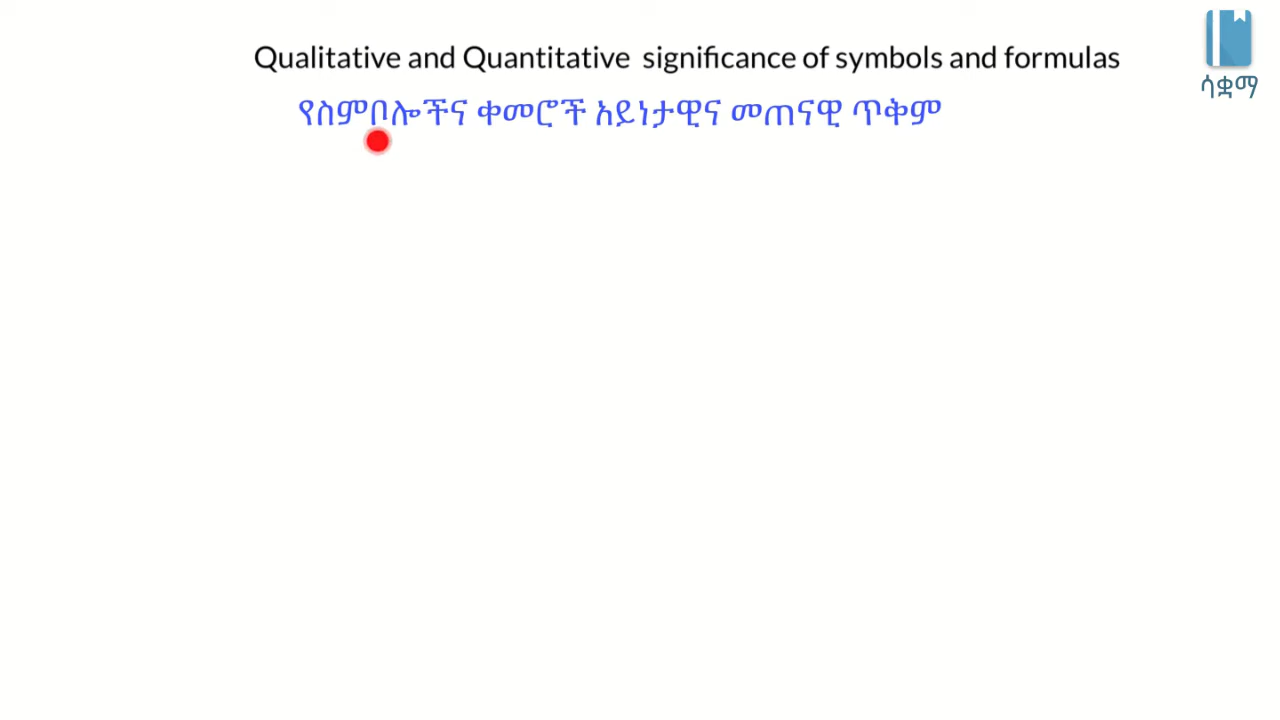 Qualitative and Quantitative significance of symbols and formulas
የስምቦሎችና ቀመሮች አይነታዊና መጠናዊ ጥቅም
ሳቋማ